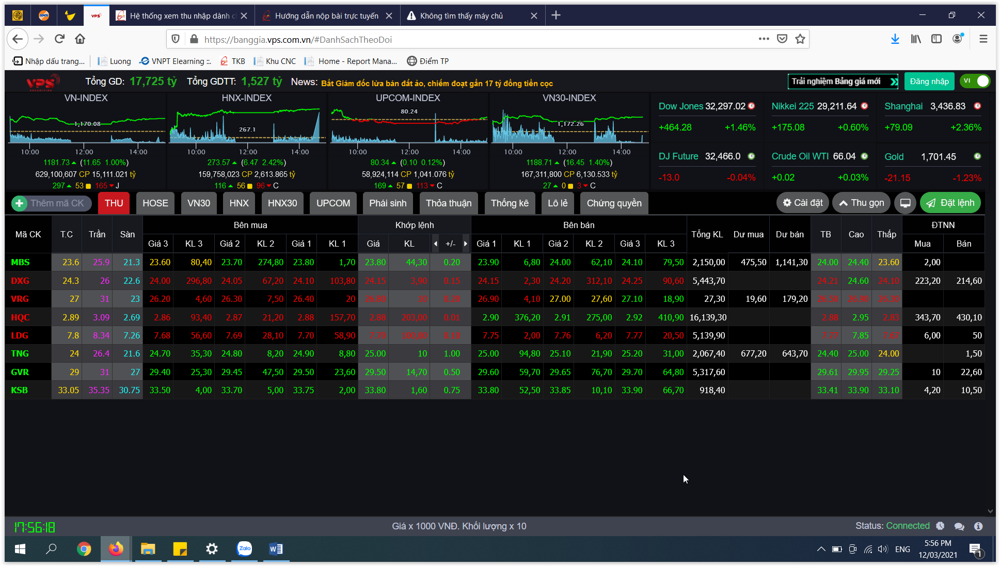 VPS Hệ thống xem thu nhập dành c Hướng dẫn nộp bài trực tuyến Không tìm thấy máy chủ
https://banggia.vps.com.vn/#DanhSachTheoDoi
Nhập dấu trang... Luong VNPT Elearning ::. TKB Khu CNC Home - Report Mana... Điểm TP
VPS SECURITIES Tổng GD: 17,725 tỷ Tổng GDTT: 1,527 tỷ News: Bắt Giám đốc lừa bán đất ảo, chiếm đoạt gần 17 tỷ đồng tiền cọc Trải nghiệm Bảng giá mới Đăng nhập VI
VN-INDEX HNX-INDEX UPCOM-INDEX VN30-INDEX
1,170.08 267.1 80.24 1,172.26
10:00 12:00 14:00 10:00 12:00 14:00 10:00 12:00 14:00 10:00 12:00 14:00
1181.73 (11.65 1.00%) 273.57 (6.47 2.42%) 80.34 (0.10 0.12%) 1188.71 (16.45 1.40%)
629,100,607 CP 15,111.021 tỷ 159,758,023 CP 2,613.865 tỷ 58,924,114 CP 1,041.076 tỷ 167,311,800 CP 6,130.533 tỷ
297 53 165 J 116 56 96 C 169 57 113 C 27 0 3 C
Dow Jones 32,297.02 Nikkei 225 29,211.64 Shanghai 3,436.83
+464.28 +1.46% +175.08 +0.60% +79.09 +2.36%
DJ Future 32,466.0 Crude Oil WTI 66.04 Gold 1,701.45
-13.0 -0.04% +0.02 +0.03% -21.15 -1.23%
Thêm mã CK THU HOSE VN30 HNX HNX30 UPCOM Phái sinh Thỏa thuận Thống kê Lô lẻ Chứng quyền Cài đặt Thu gọn Đặt lệnh
Mã CK T.C Trần Sàn Bên mua Khớp lệnh Bên bán Tổng KL Dư mua Dư bán TB Cao Thấp ĐTNN
Giá 3 KL 3 Giá 2 KL 2 Giá 1 KL 1 Giá KL +/- Giá 1 KL 1 Giá 2 KL 2 Giá 3 KL 3 Mua Bán
MBS 23.6 25.9 21.3 23.60 80,40 23.70 274,80 23.80 1,70 23.80 44,30 0.20 23.90 6,80 24.00 62,10 24.10 79,50 2,150,00 475,50 1,141,30 24.00 24.40 23.60 2,00
DXG 24.3 26 22.6 24.00 296,80 24.05 67,20 24.10 103,80 24.15 3,90 0.15 24.15 2,30 24.20 312,10 24.25 90,60 5,443,70 24.21 24.60 24.10 223,20 214,60
VRG 27 31 23 26.20 4,60 26.30 7,50 26.40 20 26.80 10 0.20 26.90 4,10 27.00 27,60 27.10 18,90 27,30 19,60 179,20 26.50 26.90 26.30
HQC 2.89 3.09 2.69 2.86 93,40 2.87 21,20 2.88 157,70 2.88 203,00 0.01 2.90 376,20 2.91 275,00 2.92 410,90 16,139,30 2.88 2.95 2.83 343,70 430,10
LDG 7.8 8.34 7.26 7.68 56,60 7.69 28,10 7.70 58,90 7.70 100,00 0.10 7.75 2,00 7.76 6,20 7.77 20,50 5,139,90 7.77 7.85 7.67 6,00 50
TNG 24 26.4 21.6 24.70 35,30 24.80 8,20 24.90 8,80 25.00 10 1.00 25.00 94,80 25.10 21,90 25.20 31,00 2,067,40 677,20 643,70 24.40 25.00 24.00 1,50
GVR 29 31 27 29.40 25,30 29.45 47,50 29.50 23,60 29.50 14,70 0.50 29.60 59,70 29.65 76,70 29.70 64,80 5,317,60 29.61 29.95 29.25 10 22,60
KSB 33.05 35.35 30.75 33.50 4,00 33.70 5,00 33.75 2,00 33.80 1,60 0.75 33.80 52,50 33.85 10,10 33.90 66,70 918,40 33.41 33.90 33.10 4,20 10,50
17:56:18 Giá x 1000 VNĐ. Khối lượng x 10 Status: Connected
Zalo W ENG 5:56 PM
12/03/2021 1